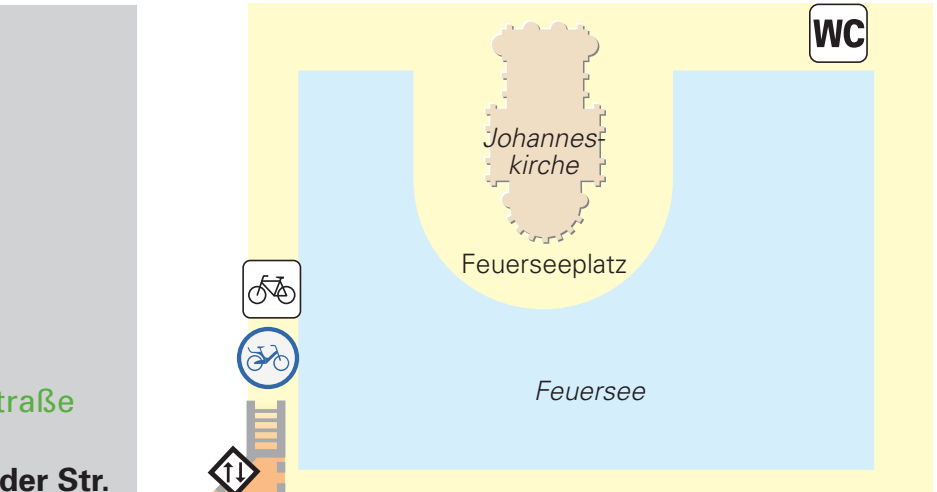 WC
Johannes-
kirche
Feuerseeplatz
Feuersee
traße
der Str.